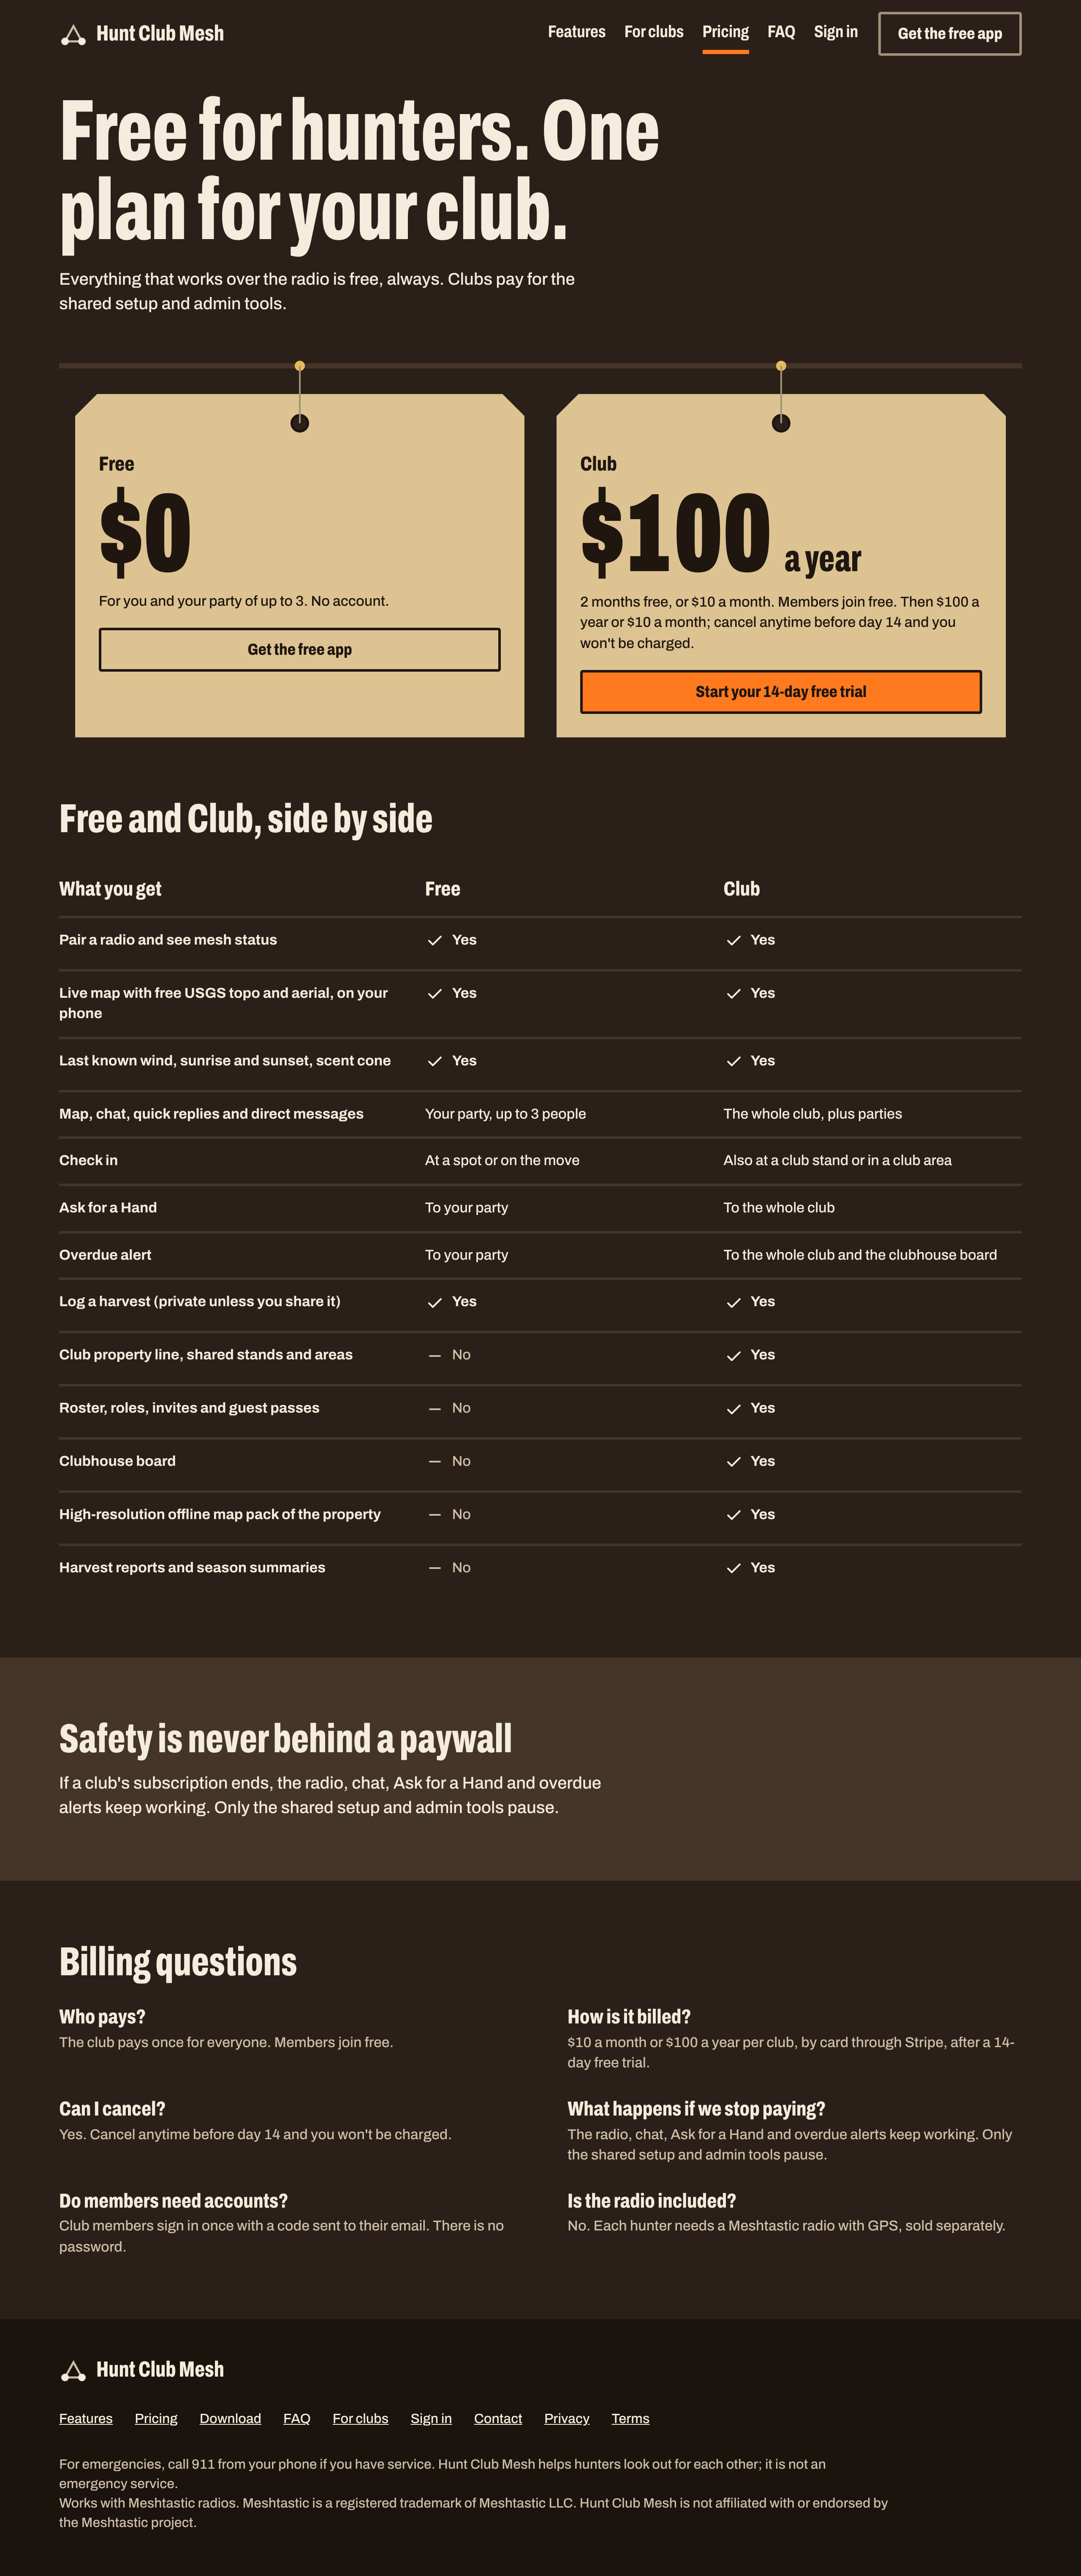 Hunt Club Mesh
Features
For clubs
Pricing
FAQ
Sign in
Get the free app
Free for hunters. One
plan for your club.
Everything that works over the radio is free, always. Clubs pay for the
shared setup and admin tools.
Free
$0
For you and your party of up to 3. No account.
Get the free app
Club
$100 a year
2 months free, or $10 a month. Members join free. Then $100 a
year or $10 a month; cancel anytime before day 14 and you
won't be charged.
Start your 14-day free trial
Free and Club, side by side
What you get
Free
Club
Pair a radio and see mesh status
Yes
Yes
Live map with free USGS topo and aerial, on your
phone
Yes
Yes
Last known wind, sunrise and sunset, scent cone
Yes
Yes
Map, chat, quick replies and direct messages
Your party, up to 3 people
The whole club, plus parties
Check in
At a spot or on the move
Also at a club stand or in a club area
Ask for a Hand
To your party
To the whole club
Overdue alert
To your party
To the whole club and the clubhouse board
Log a harvest (private unless you share it)
Yes
Yes
Club property line, shared stands and areas
No
Yes
Roster, roles, invites and guest passes
No
Yes
Clubhouse board
No
Yes
High-resolution offline map pack of the property
No
Yes
Harvest reports and season summaries
No
Yes
Safety is never behind a paywall
If a club's subscription ends, the radio, chat, Ask for a Hand and overdue
alerts keep working. Only the shared setup and admin tools pause.
Billing questions
Who pays?
The club pays once for everyone. Members join free.
How is it billed?
$10 a month or $100 a year per club, by card through Stripe, after a 14-
day free trial.
Can I cancel?
Yes. Cancel anytime before day 14 and you won't be charged.
What happens if we stop paying?
The radio, chat, Ask for a Hand and overdue alerts keep working. Only
the shared setup and admin tools pause.
Do members need accounts?
Club members sign in once with a code sent to their email. There is no
password.
Is the radio included?
No. Each hunter needs a Meshtastic radio with GPS, sold separately.
Hunt Club Mesh
Features
Pricing
Download
FAQ
For clubs
Sign in
Contact
Privacy
Terms
For emergencies, call 911 from your phone if you have service. Hunt Club Mesh helps hunters look out for each other; it is not an
emergency service.
Works with Meshtastic radios. Meshtastic is a registered trademark of Meshtastic LLC. Hunt Club Mesh is not affiliated with or endorsed by
the Meshtastic project.